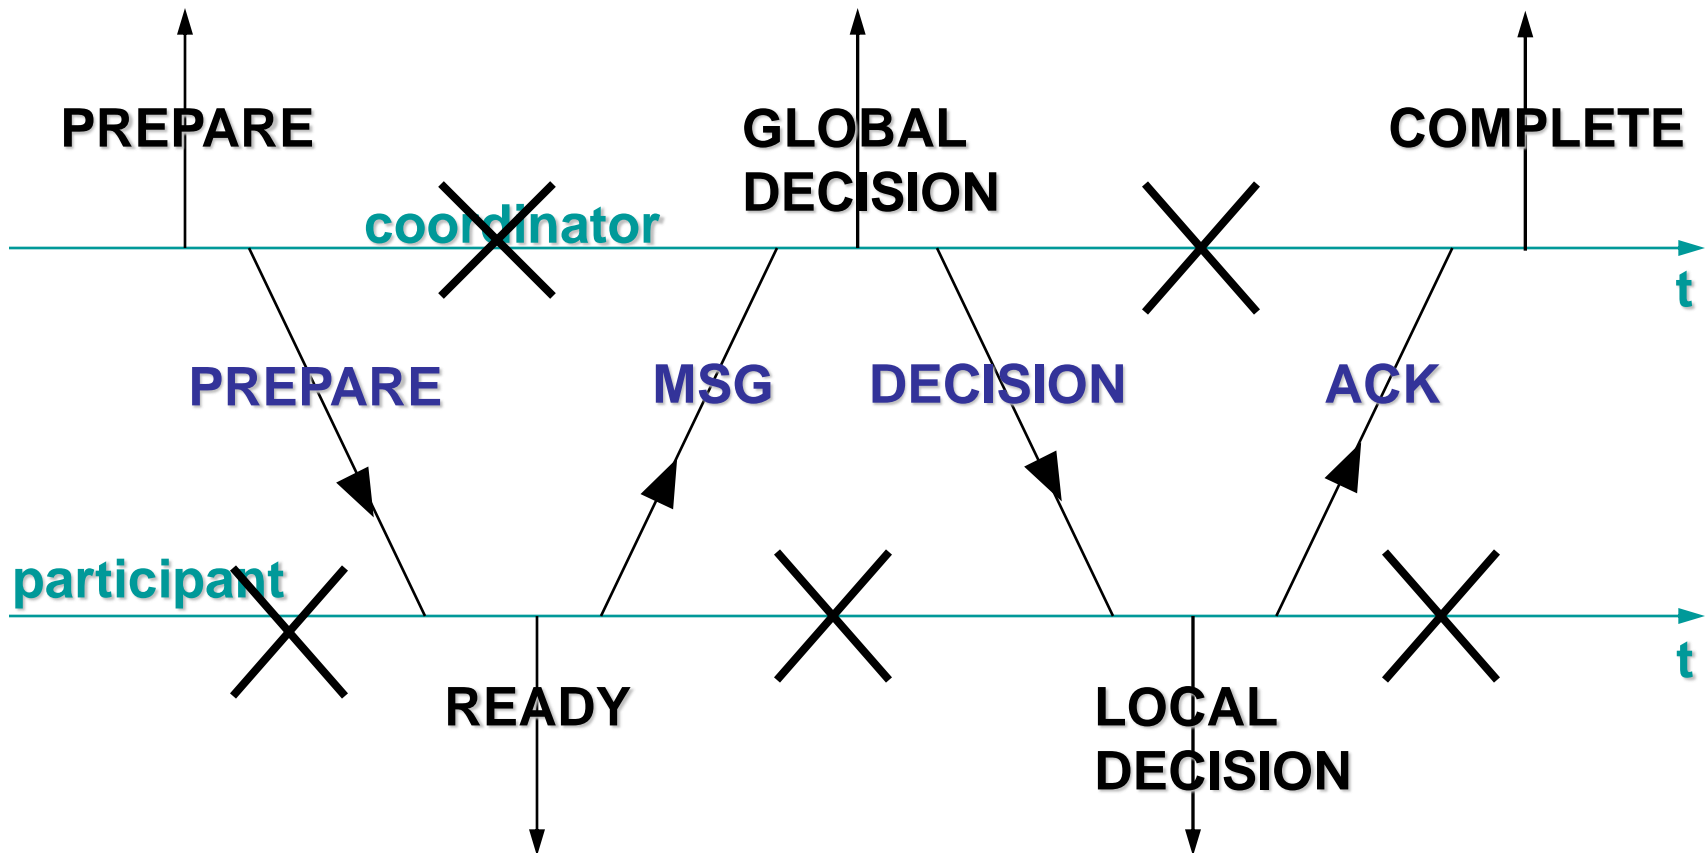 PREPARE
GLOBAL
DECISION
COMPLETE
coordinator
t
PREPARE
MSG
DECISION
ACK
participant
t
READY
LOCAL
DECISION